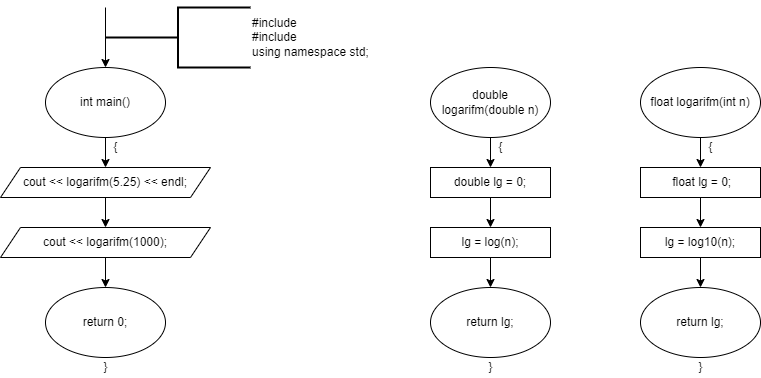 #include
#include
using namespace std;
int main()
{
cout << logarifm(5.25) << endl;
cout << logarifm(1000);
return 0;
}
double
logarifm(double n)
{
double lg = 0;
lg = log(n);
return lg;
}
float logarifm(int n)
{
float lg = 0;
lg = log10(n);
return lg;
}